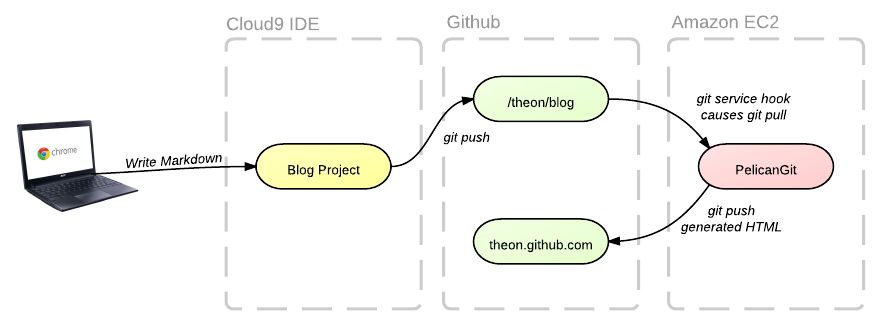 Cloud9 IDE
Github
Amazon EC2
/theon/blog
git service hook
causes git pull
git push
chrome
Write Markdown
Blog Project
PelicanGit
git push
generated HTML
theon.github.com